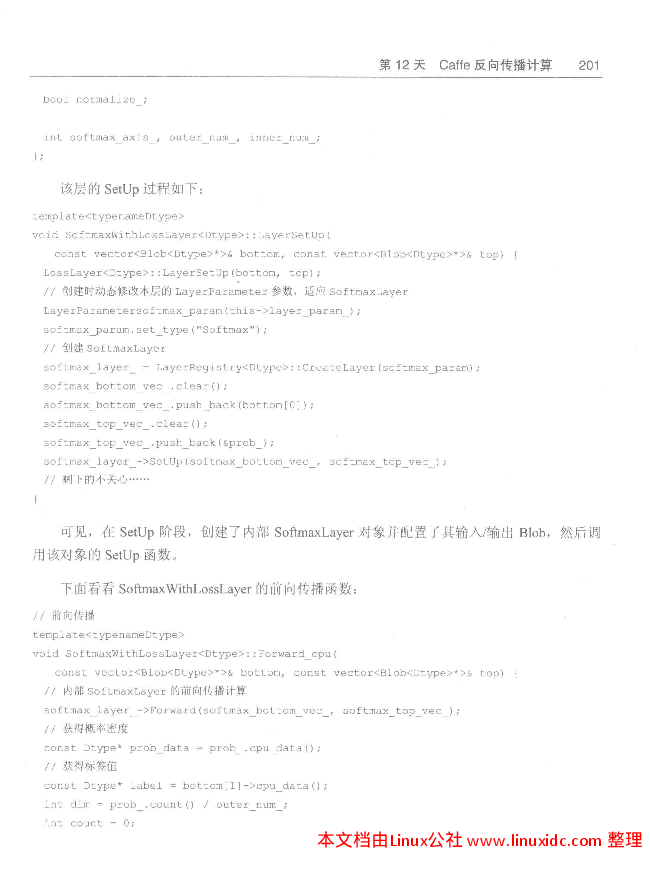 第 12 天 Caffe 反向传播计算 201
bool normalize_;
int softmax_axis_, outer_num_, inner_num_;
};
该层的 SetUp 过程如下：
template<typenameDtype>
void SoftmaxWithLossLayer<Dtype>::LayerSetUp(
const vector<Blob<Dtype>*>& bottom, const vector<Blob<Dtype>*>& top) {
LossLayer<Dtype>::LayerSetUp(bottom, top);
// 创建时动态修改本层的 LayerParameter 参数，适应 SoftmaxLayer
LayerParametersoftmax_param(this->layer_param_);
softmax_param.set_type("Softmax");
// 创建 SoftmaxLayer
softmax_layer_ = LayerRegistry<Dtype>::CreateLayer(softmax_param);
softmax_bottom_vec_.clear();
softmax_bottom_vec_.push_back(bottom[0]);
softmax_top_vec_.clear();
softmax_top_vec_.push_back(&prob_);
softmax_layer_->SetUp(softmax_bottom_vec_, softmax_top_vec_);
// 剩下的不关心……
}
可见，在 SetUp 阶段，创建了内部 SoftmaxLayer 对象并配置了其输入/输出 Blob，然后调
用该对象的 SetUp 函数。
下面看看 SoftmaxWithLossLayer 的前向传播函数：
// 前向传播
template<typenameDtype>
void SoftmaxWithLossLayer<Dtype>::Forward_cpu(
const vector<Blob<Dtype>*>& bottom, const vector<Blob<Dtype>*>& top) {
// 内部 SoftmaxLayer 的前向传播计算
softmax_layer_->Forward(softmax_bottom_vec_, softmax_top_vec_);
// 获得概率密度
const Dtype* prob_data = prob_.cpu_data();
// 获得标签值
const Dtype* label = bottom[1]->cpu_data();
int dim = prob_.count() / outer_num_;
int count = 0;
本文档由Linux公社 www.linuxidc.com 整理